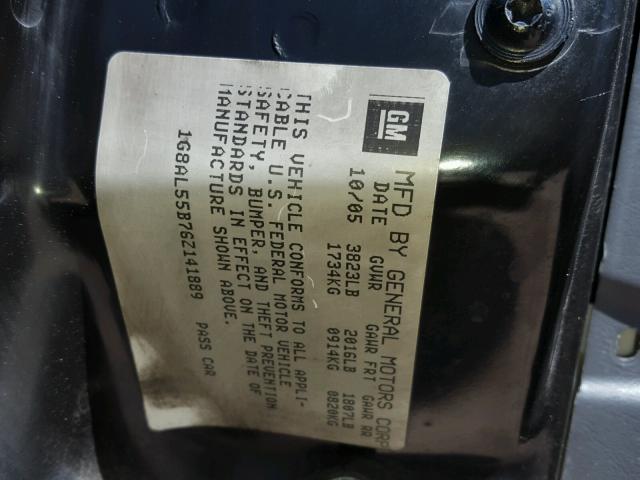 GM
MFD BY GENERAL MOTORS CORP
DATE GVWR GAWR FRT GAWR RR
10/05 3823LB 2016LB 1807LB
1734KG 0914KG 0820KG
THIS VEHICLE CONFORMS TO ALL APPLI-
CABLE U.S. FEDERAL MOTOR VEHICLE
SAFETY, BUMPER, AND THEFT PREVENTION
STANDARDS IN EFFECT ON THE DATE OF
MANUFACTURE SHOWN ABOVE.
1G8AL55B76Z141889 PASS CAR